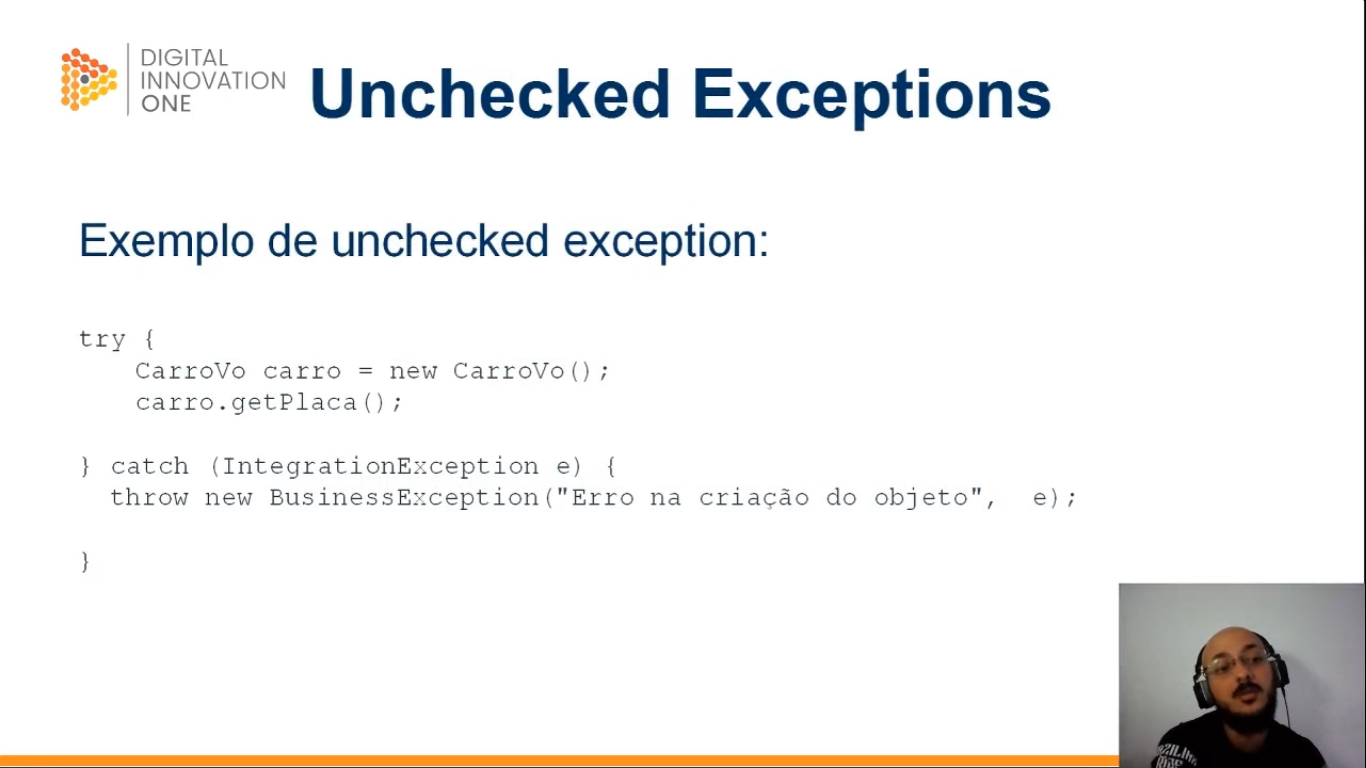 DIGITAL
INNOVATION
ONE
Unchecked Exceptions
Exemplo de unchecked exception:
try {
CarroVo carro = new CarroVo();
carro.getPlaca();
} catch (IntegrationException e) {
throw new BusinessException("Erro na criação do objeto", e);
}